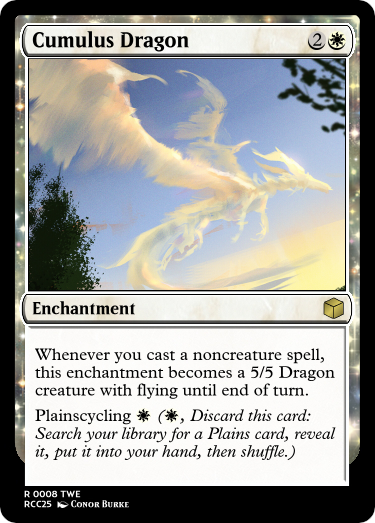 Cumulus Dragon 2
Enchantment
Whenever you cast a noncreature spell,
this enchantment becomes a 5/5 Dragon
creature with flying until end of turn.
Plainscycling (, Discard this card:
Search your library for a Plains card, reveal
it, put it into your hand, then shuffle.)
R 0008 TWE
RCC25 Conor Burke